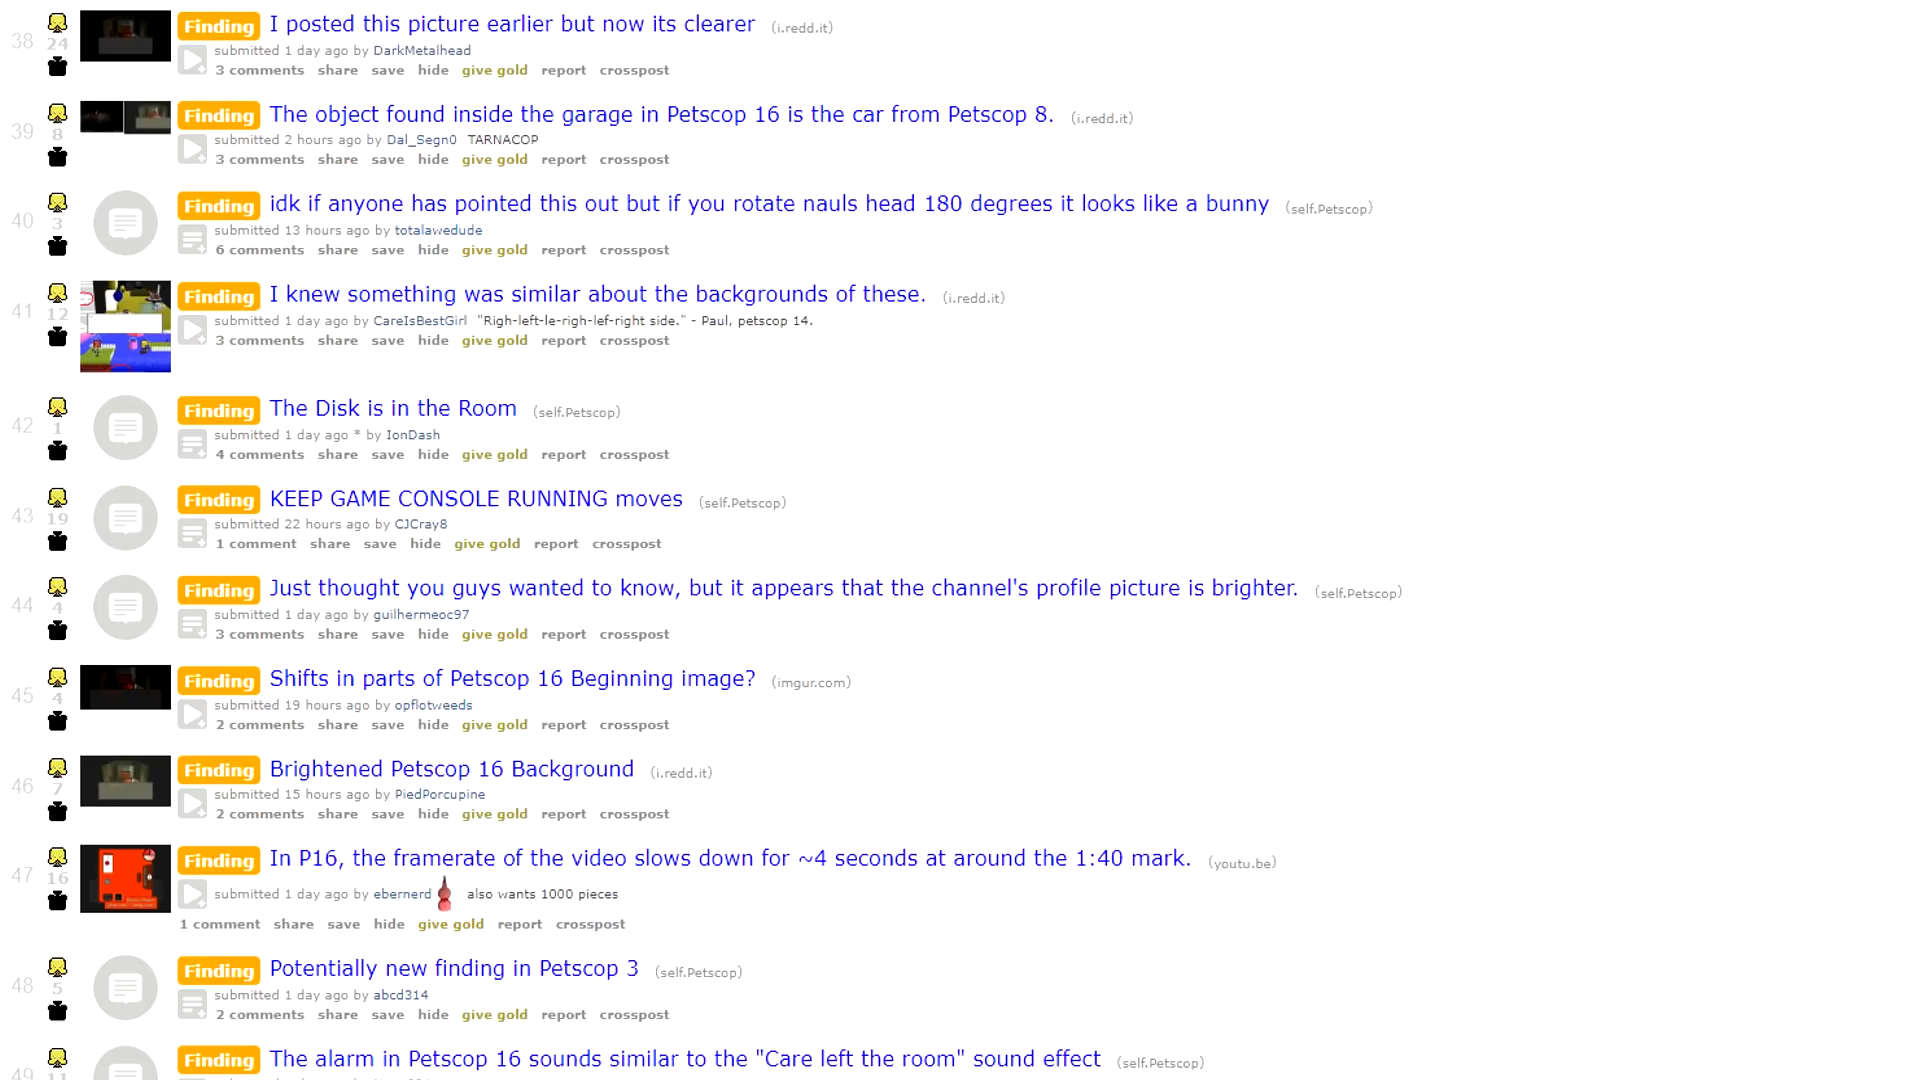 38
24
Finding I posted this picture earlier but now its clearer (i.redd.it)
submitted 1 day ago by DarkMetalhead
3 comments share save hide give gold report crosspost
39
8
Finding The object found inside the garage in Petscop 16 is the car from Petscop 8. (i.redd.it)
submitted 2 hours ago by Dal_Segn0 TARNACOP
3 comments share save hide give gold report crosspost
40
3
Finding idk if anyone has pointed this out but if you rotate nauls head 180 degrees it looks like a bunny (self.Petscop)
submitted 13 hours ago by totalawedude
6 comments share save hide give gold report crosspost
41
12
Finding I knew something was similar about the backgrounds of these. (i.redd.it)
submitted 1 day ago by CareIsBestGirl "Righ-left-le-righ-lef-right side." - Paul, petscop 14.
3 comments share save hide give gold report crosspost
42
1
Finding The Disk is in the Room (self.Petscop)
submitted 1 day ago * by IonDash
4 comments share save hide give gold report crosspost
43
19
Finding KEEP GAME CONSOLE RUNNING moves (self.Petscop)
submitted 22 hours ago by CJCray8
1 comment share save hide give gold report crosspost
44
4
Finding Just thought you guys wanted to know, but it appears that the channel's profile picture is brighter. (self.Petscop)
submitted 1 day ago by guilhermeoc97
3 comments share save hide give gold report crosspost
45
4
Finding Shifts in parts of Petscop 16 Beginning image? (imgur.com)
submitted 19 hours ago by opflotweeds
2 comments share save hide give gold report crosspost
46
7
Finding Brightened Petscop 16 Background (i.redd.it)
submitted 15 hours ago by PiedPorcupine
2 comments share save hide give gold report crosspost
47
16
Finding In P16, the framerate of the video slows down for ~4 seconds at around the 1:40 mark. (youtu.be)
submitted 1 day ago by ebernerd also wants 1000 pieces
1 comment share save hide give gold report crosspost
48
5
Finding Potentially new finding in Petscop 3 (self.Petscop)
submitted 1 day ago by abcd314
2 comments share save hide give gold report crosspost
49
11
Finding The alarm in Petscop 16 sounds similar to the "Care left the room" sound effect (self.Petscop)